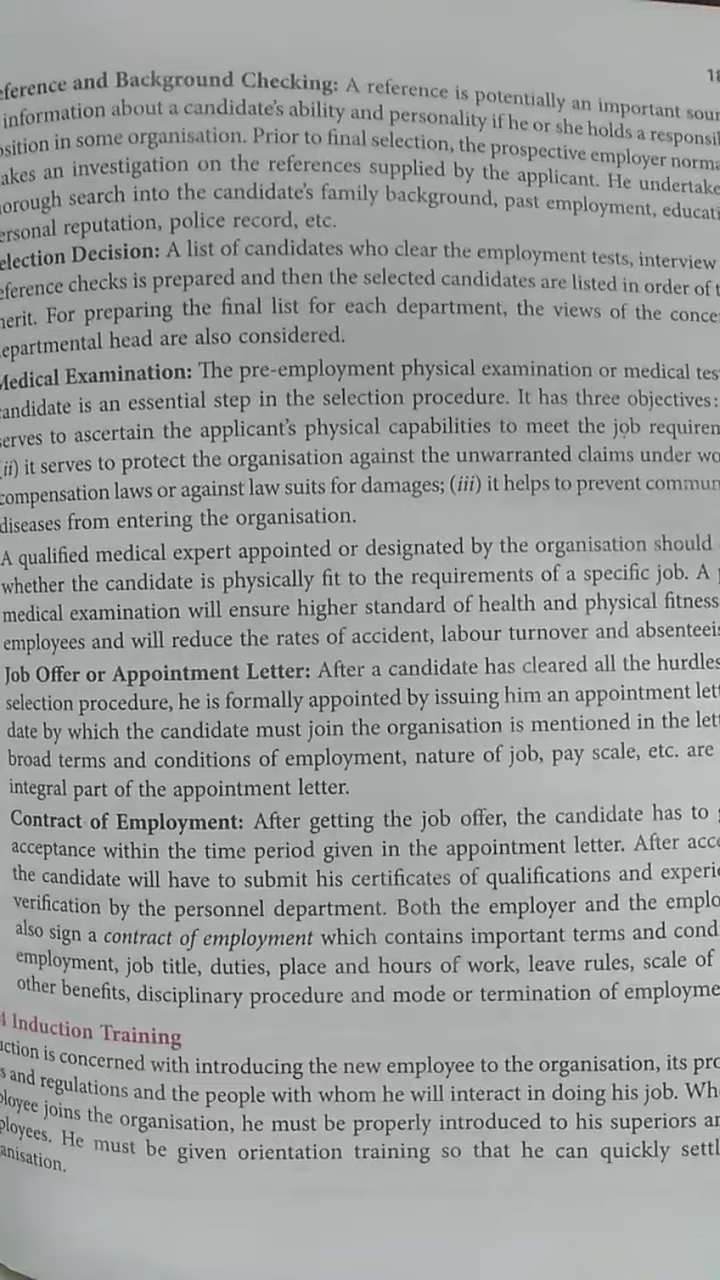 18
ference and Background Checking: A reference is potentially an important sour
information about a candidate's ability and personality if he or she holds a responsil
sition in some organisation. Prior to final selection, the prospective employer norma
akes an investigation on the references supplied by the applicant. He undertake
orough search into the candidate's family background, past employment, educati
ersonal reputation, police record, etc.
election Decision: A list of candidates who clear the employment tests, interview
eference checks is prepared and then the selected candidates are listed in order of t
nerit. For preparing the final list for each department, the views of the conce
epartmental head are also considered.
Medical Examination: The pre-employment physical examination or medical tes
candidate is an essential step in the selection procedure. It has three objectives:
serves to ascertain the applicant's physical capabilities to meet the job requiren
(ii) it serves to protect the organisation against the unwarranted claims under wo
compensation laws or against law suits for damages; (iii) it helps to prevent commun
diseases from entering the organisation.
A qualified medical expert appointed or designated by the organisation should
whether the candidate is physically fit to the requirements of a specific job. A
medical examination will ensure higher standard of health and physical fitness
employees and will reduce the rates of accident, labour turnover and absenteeis
Job Offer or Appointment Letter: After a candidate has cleared all the hurdles
selection procedure, he is formally appointed by issuing him an appointment lett
date by which the candidate must join the organisation is mentioned in the lett
broad terms and conditions of employment, nature of job, pay scale, etc. are
integral part of the appointment letter.
Contract of Employment: After getting the job offer, the candidate has to
acceptance within the time period given in the appointment letter. After acce
the candidate will have to submit his certificates of qualifications and experie
verification by the personnel department. Both the employer and the emplo
also sign a contract of employment which contains important terms and cond
employment, job title, duties, place and hours of work, leave rules, scale of
other benefits, disciplinary procedure and mode or termination of employme
4 Induction Training
uction is concerned with introducing the new employee to the organisation, its pro
s and regulations and the people with whom he will interact in doing his job. Wh
ployee joins the organisation, he must be properly introduced to his superiors an
ployees. He must be given orientation training so that he can quickly settl
anisation.